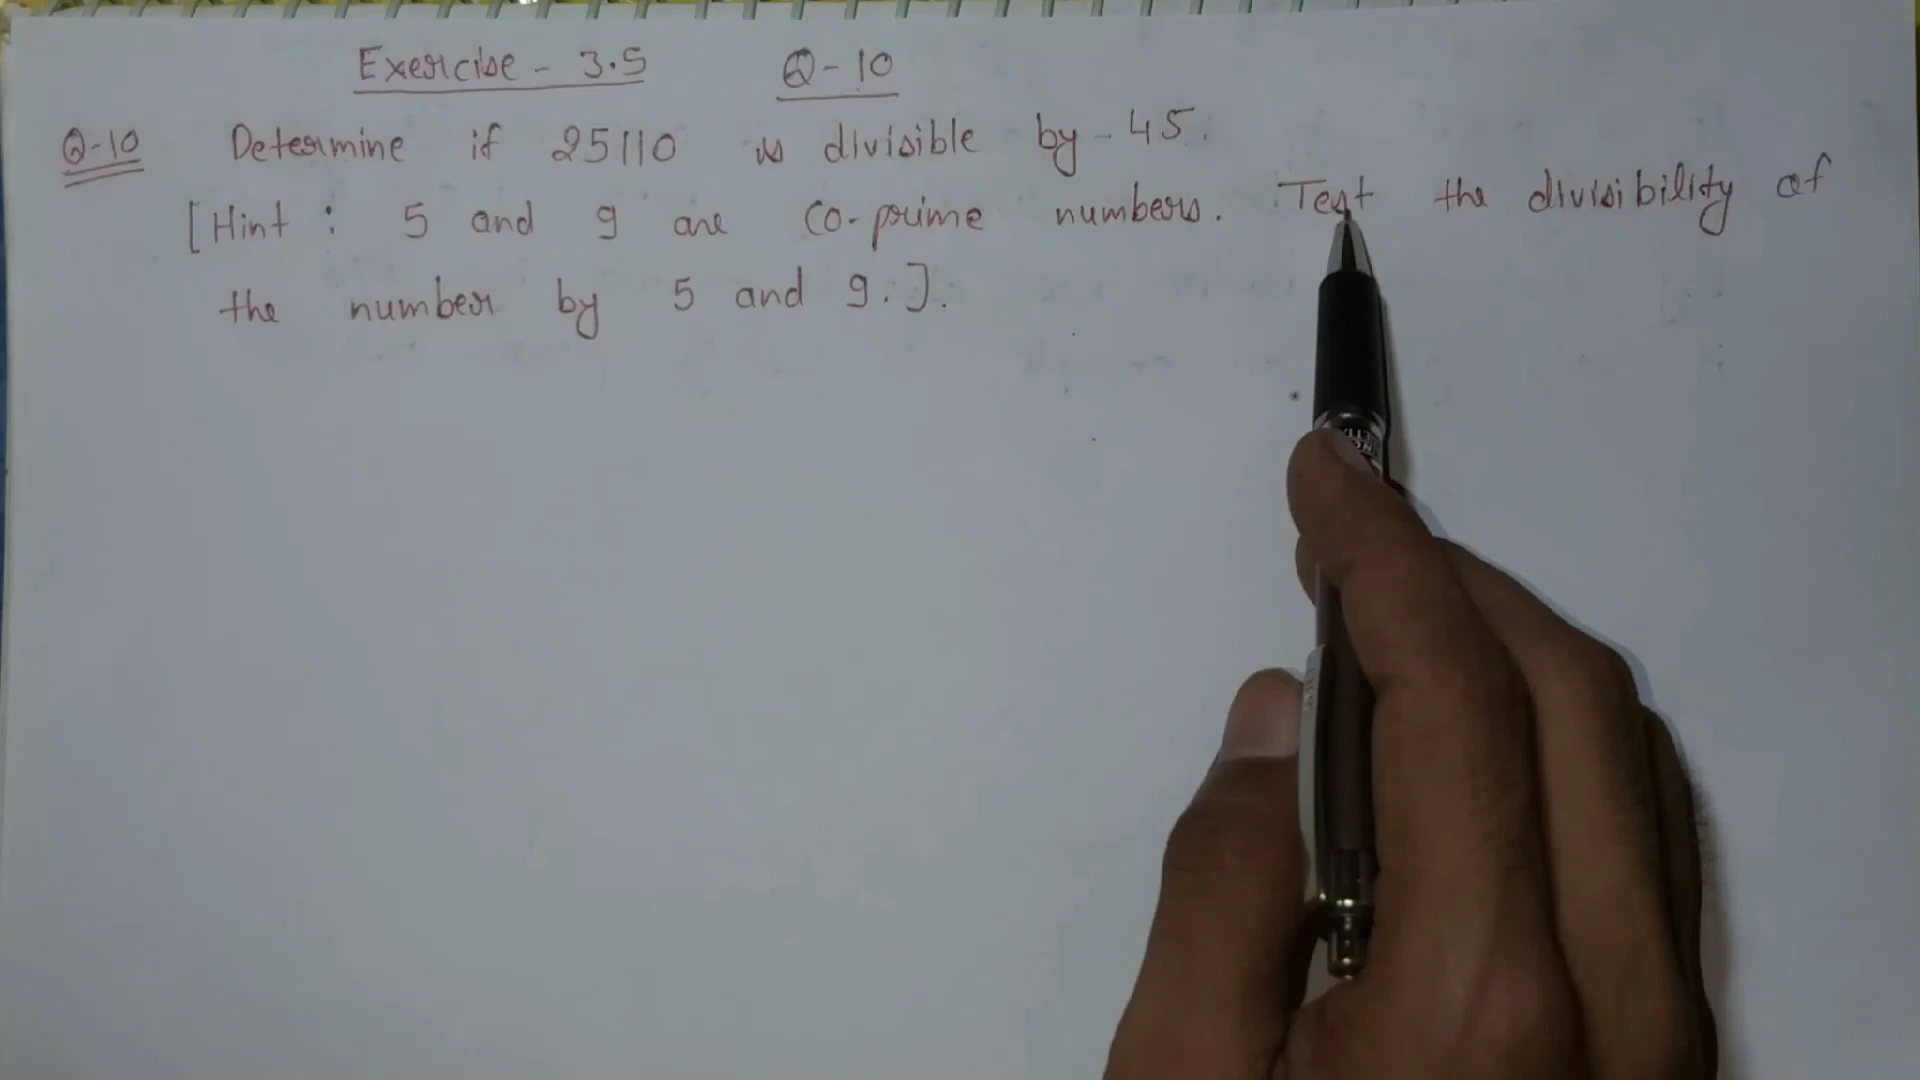 Exercise - 3.5 Q-10
Q-10 Determine if 25110 is divisible by 45.
[Hint : 5 and 9 are co-prime numbers. Test the divisibility of
the number by 5 and 9.].